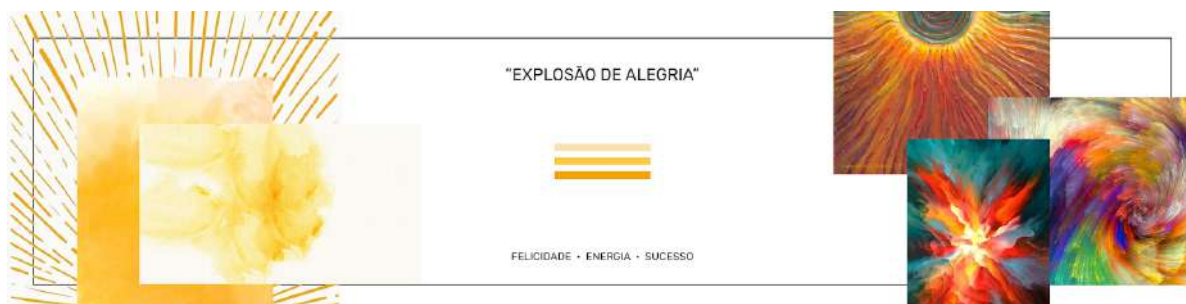 "EXPLOSÃO DE ALEGRIA"
FELICIDADE • ENERGIA • SUCESSO